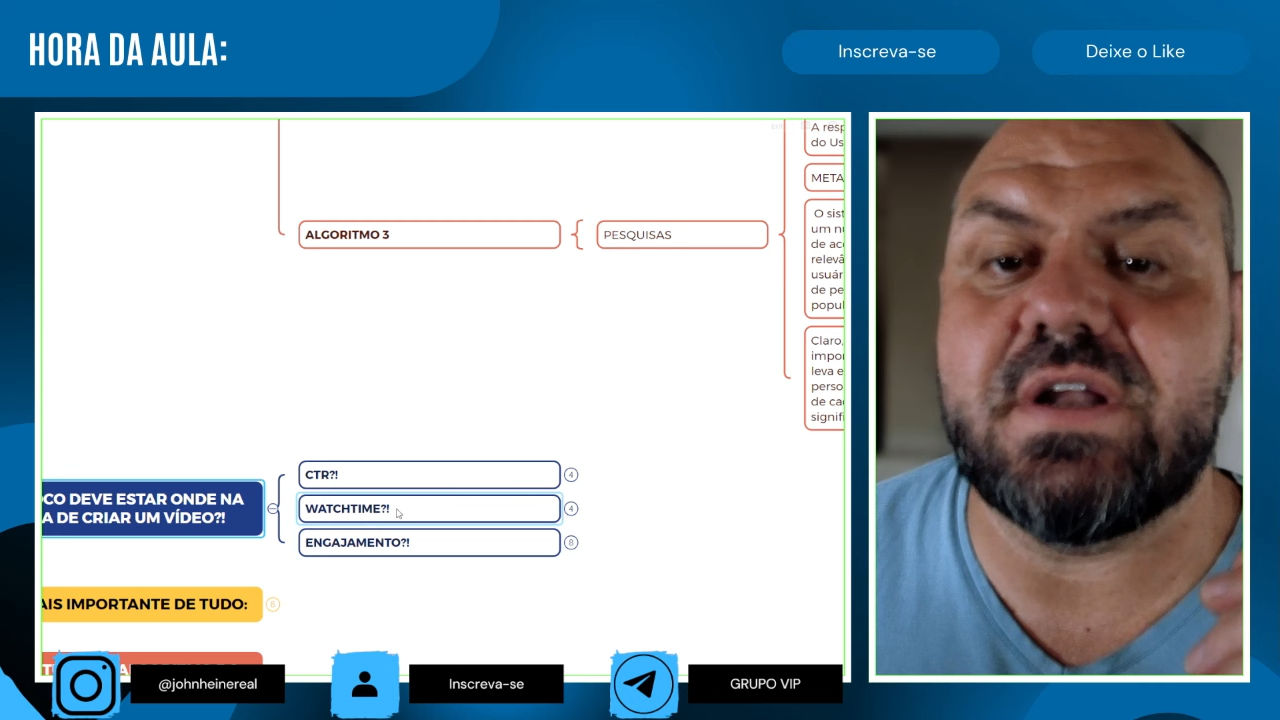 HORA DA AULA:
Inscreva-se
Deixe o Like
A resp
do Us
META
ALGORITMO 3
PESQUISAS
O sist
um nu
de aco
relevâ
usuár
de pe
popul
Claro,
impor
leva e
perso
de cad
signifi
CTR?!
4
CO DEVE ESTAR ONDE NA
A DE CRIAR UM VÍDEO?!
WATCHTIME?!
4
ENGAJAMENTO?!
8
AIS IMPORTANTE DE TUDO:
6
@johnheinereal
Inscreva-se
GRUPO VIP